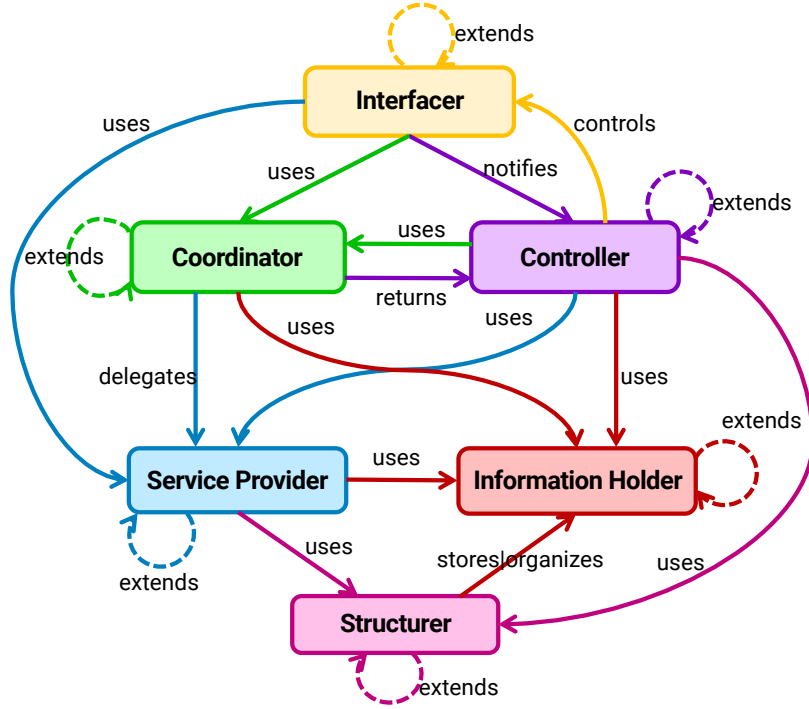 extends
Interfacer
uses
controls
uses
notifies
extends
uses
extends
Coordinator
Controller
returns
uses
uses
delegates
uses
extends
uses
Service Provider
Information Holder
uses
stores|organizes
uses
extends
Structurer
extends